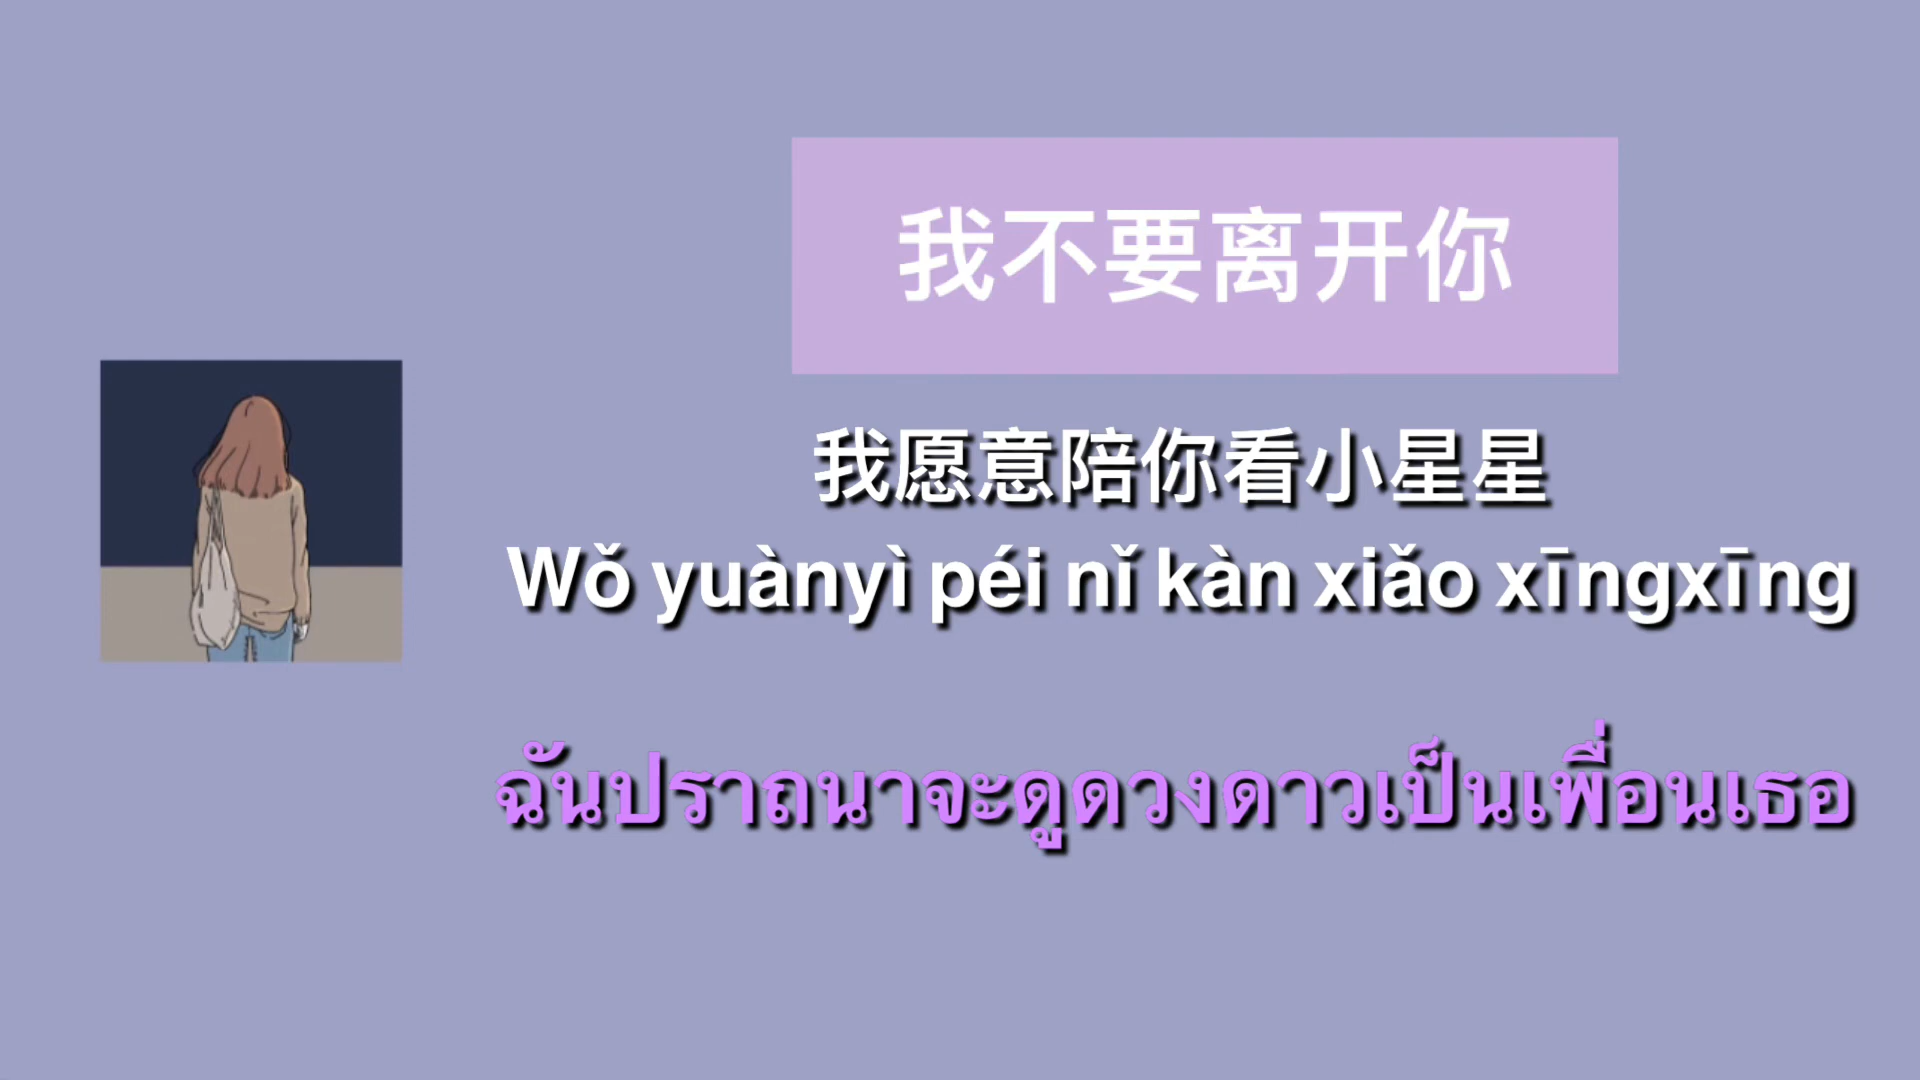 我不要离开你
我愿意陪你看小星星
Wǒ yuànyì péi nǐ kàn xiǎo xīngxīng
ฉันปราถนาจะดูดวงดาวเป็นเพื่อนเธอ